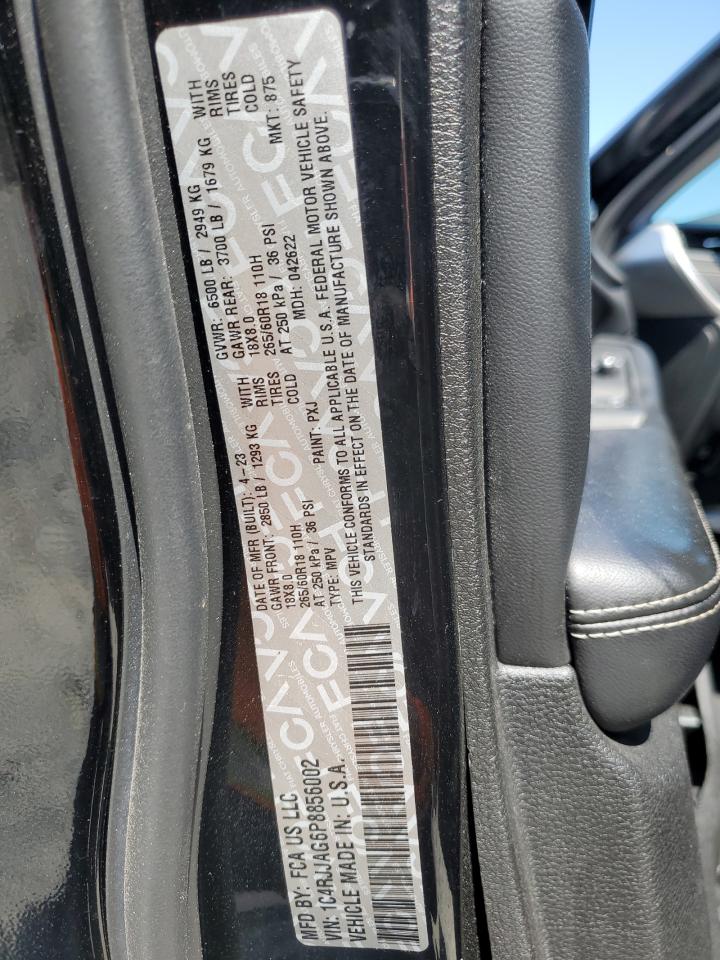 MFD BY: FCA US LLC
VIN: 1C4RJJAG6P8856002
VEHICLE MADE IN: U.S.A.
DATE OF MFR (BUILT): 4-23 GVWR: 6500 LB / 2949 KG
GAWR FRONT: 2850 LB / 1293 KG WITH GAWR REAR: 3700 LB / 1679 KG WITH
18X8.0 RIMS 18X8.0 RIMS
265/60R18 110H TIRES 265/60R18 110H TIRES
AT 250 kPa / 36 PSI COLD AT 250 kPa / 36 PSI COLD
TYPE: MPV PAINT: PXJ MDH: 042622 MKT: 875
THIS VEHICLE CONFORMS TO ALL APPLICABLE U.S.A. FEDERAL MOTOR VEHICLE SAFETY
STANDARDS IN EFFECT ON THE DATE OF MANUFACTURE SHOWN ABOVE.